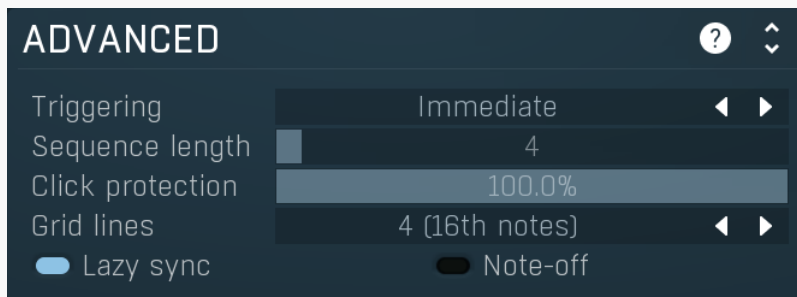 ADVANCED ?
Triggering Immediate
Sequence length 4
Click protection 100.0%
Grid lines 4 (16th notes)
Lazy sync Note-off